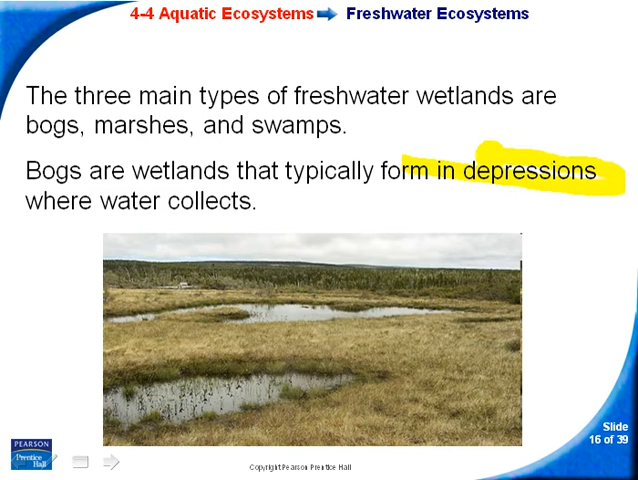 4-4 Aquatic Ecosystems Freshwater Ecosystems
The three main types of freshwater wetlands are
bogs, marshes, and swamps.
Bogs are wetlands that typically form in depressions
where water collects.
Slide
16 of 39
PEARSON
Prentice
Hall
Copyright Pearson Prentice Hall